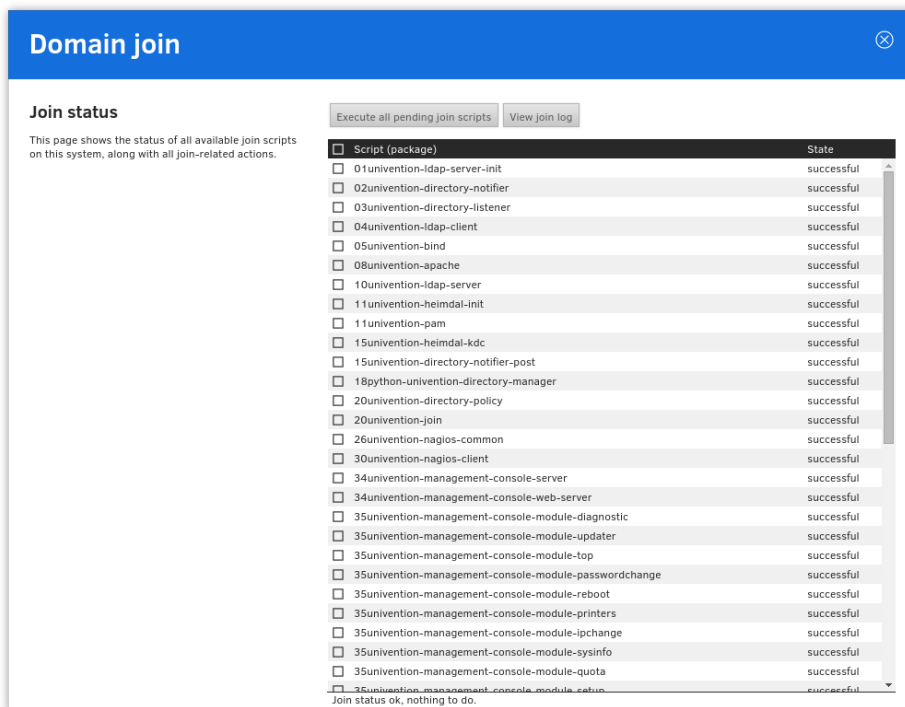 Domain join
Join status
This page shows the status of all available join scripts
on this system, along with all join-related actions.
Execute all pending join scripts View join log
Script (package) State
01univention-ldap-server-init successful
02univention-directory-notifier successful
03univention-directory-listener successful
04univention-ldap-client successful
05univention-bind successful
08univention-apache successful
10univention-ldap-server successful
11univention-heimdal-init successful
11univention-pam successful
15univention-heimdal-kdc successful
15univention-directory-notifier-post successful
18python-univention-directory-manager successful
20univention-directory-policy successful
20univention-join successful
26univention-nagios-common successful
30univention-nagios-client successful
34univention-management-console-server successful
34univention-management-console-web-server successful
35univention-management-console-module-diagnostic successful
35univention-management-console-module-updater successful
35univention-management-console-module-top successful
35univention-management-console-module-passwordchange successful
35univention-management-console-module-reboot successful
35univention-management-console-module-printers successful
35univention-management-console-module-ipchange successful
35univention-management-console-module-sysinfo successful
35univention-management-console-module-quota successful
35univention-management-console-module-setup successful
Join status ok, nothing to do.